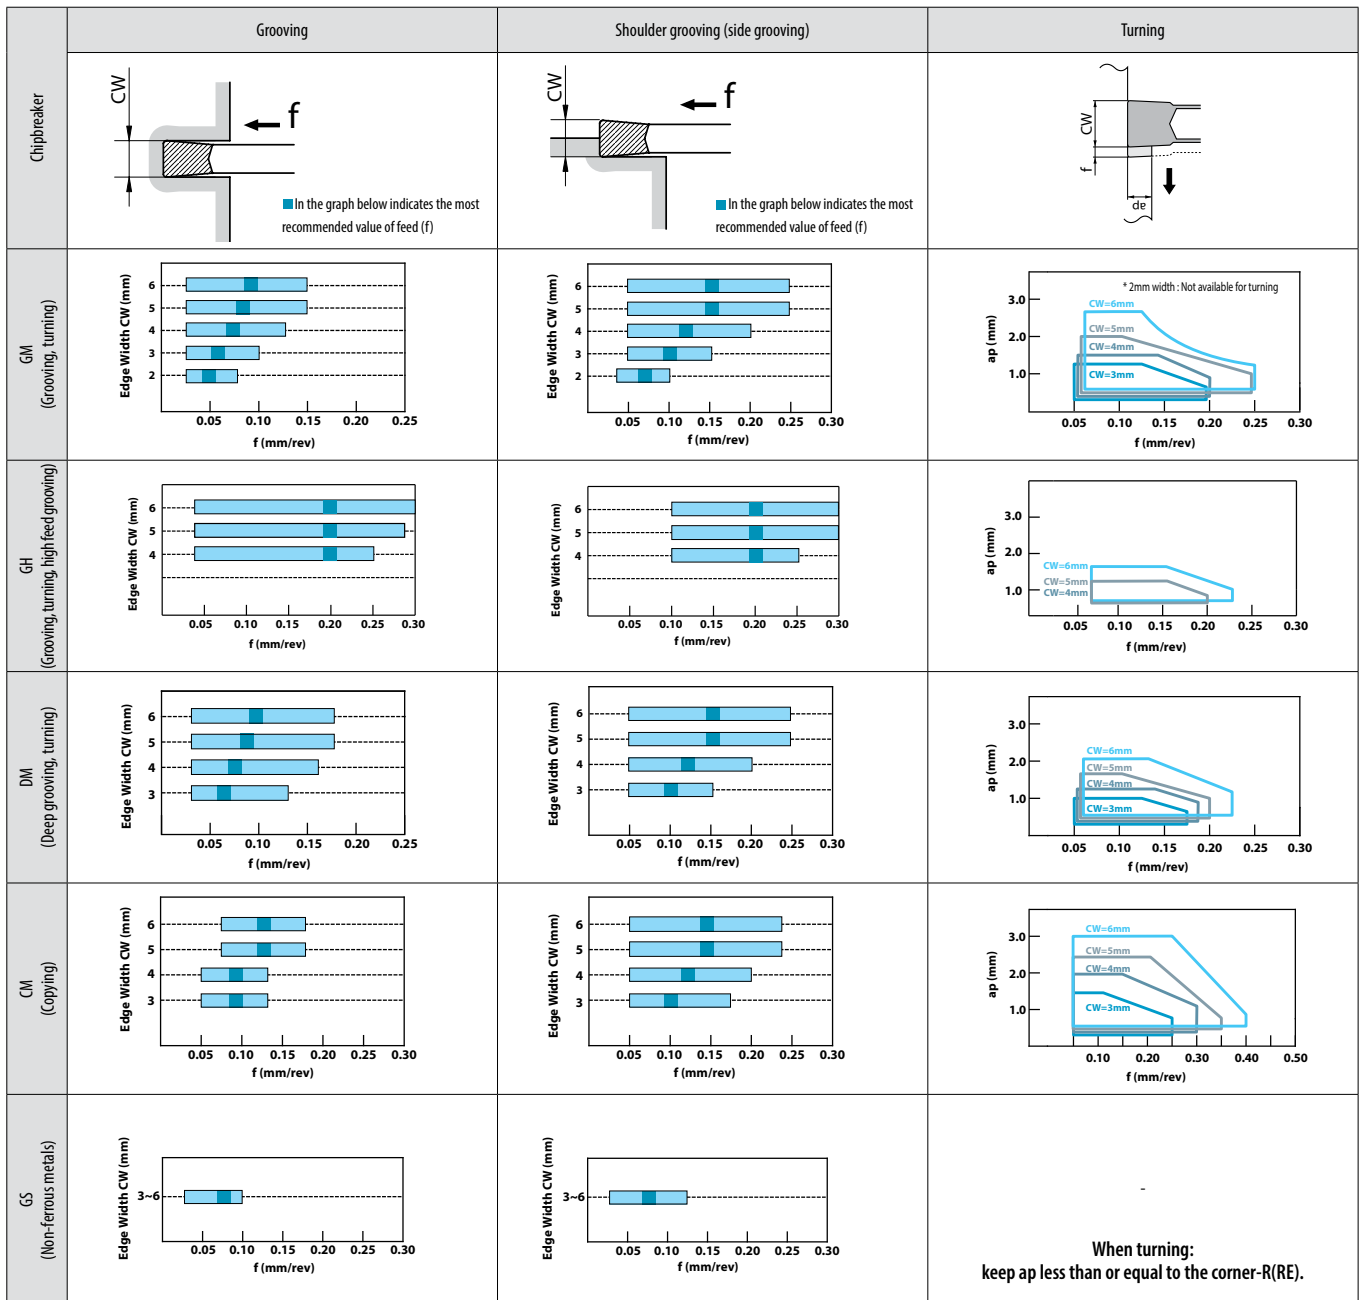 Grooving
Shoulder grooving (side grooving)
Turning
Chipbreaker
CW
f
■ In the graph below indicates the most
recommended value of feed (f)
CW
f
■ In the graph below indicates the most
recommended value of feed (f)
CW
f
ap
GM
(Grooving, turning)
Edge Width CW (mm)
6
5
4
3
2
0.05 0.10 0.15 0.20 0.25
f (mm/rev)
Edge Width CW (mm)
6
5
4
3
2
0.05 0.10 0.15 0.20 0.25 0.30
f (mm/rev)
* 2mm width : Not available for turning
ap (mm)
3.0
2.0
1.0
CW=6mm
CW=5mm
CW=4mm
CW=3mm
0.05 0.10 0.15 0.20 0.25 0.30
f (mm/rev)
GH
(Grooving, turning, high feed grooving)
Edge Width CW (mm)
6
5
4
0.05 0.10 0.15 0.20 0.25 0.30
f (mm/rev)
Edge Width CW (mm)
6
5
4
0.05 0.10 0.15 0.20 0.25 0.30
f (mm/rev)
ap (mm)
3.0
2.0
1.0
CW=6mm
CW=5mm
CW=4mm
0.05 0.10 0.15 0.20 0.25 0.30
f (mm/rev)
DM
(Deep grooving, turning)
Edge Width CW (mm)
6
5
4
3
0.05 0.10 0.15 0.20 0.25
f (mm/rev)
Edge Width CW (mm)
6
5
4
3
0.05 0.10 0.15 0.20 0.25 0.30
f (mm/rev)
ap (mm)
3.0
2.0
1.0
CW=6mm
CW=5mm
CW=4mm
CW=3mm
0.05 0.10 0.15 0.20 0.25 0.30
f (mm/rev)
CM
(Copying)
Edge Width CW (mm)
6
5
4
3
0.05 0.10 0.15 0.20 0.25 0.30
f (mm/rev)
Edge Width CW (mm)
6
5
4
3
0.05 0.10 0.15 0.20 0.25 0.30
f (mm/rev)
ap (mm)
3.0
2.0
1.0
CW=6mm
CW=5mm
CW=4mm
CW=3mm
0.10 0.20 0.30 0.40 0.50
f (mm/rev)
GS
(Non-ferrous metals)
Edge Width CW (mm)
3~6
0.05 0.10 0.15 0.20 0.25 0.30
f (mm/rev)
Edge Width CW (mm)
3~6
0.05 0.10 0.15 0.20 0.25 0.30
f (mm/rev)
-
When turning:
keep ap less than or equal to the corner-R(RE).